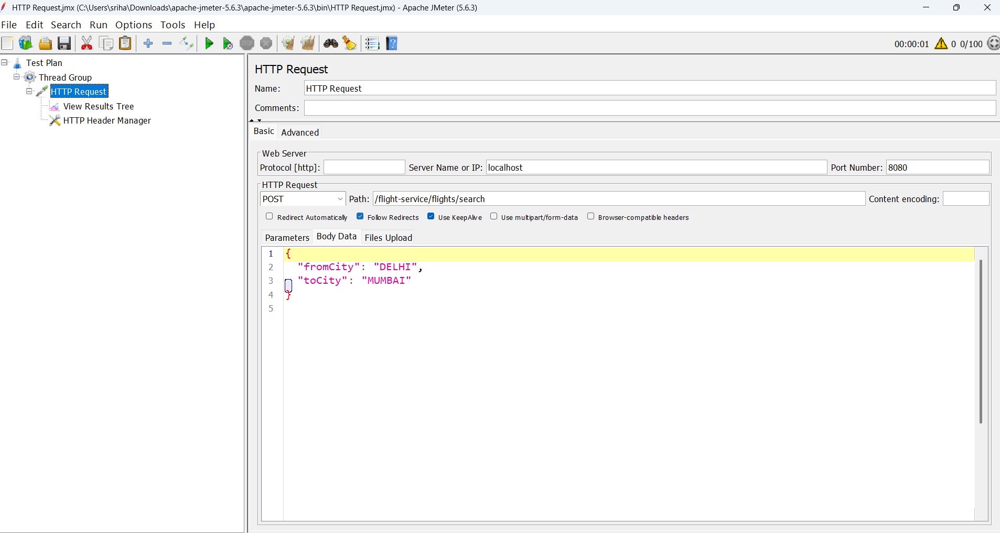 HTTP Request.jmx (C:\Users\sriha\Downloads\apache-jmeter-5.6.3\apache-jmeter-5.6.3\bin\HTTP Request.jmx) - Apache JMeter (5.6.3)
File Edit Search Run Options Tools Help
STOP
?
00:00:01 0 0/100
Test Plan
Thread Group
HTTP Request
View Results Tree
HTTP Header Manager
HTTP Request
Name: HTTP Request
Comments:
Basic Advanced
Web Server
Protocol [http]: Server Name or IP: localhost Port Number: 8080
HTTP Request
POST Path: /flight-service/flights/search Content encoding:
Redirect Automatically Follow Redirects Use KeepAlive Use multipart/form-data Browser-compatible headers
Parameters Body Data Files Upload
1 {
2 "fromCity": "DELHI",
3 "toCity": "MUMBAI"
4 }
5